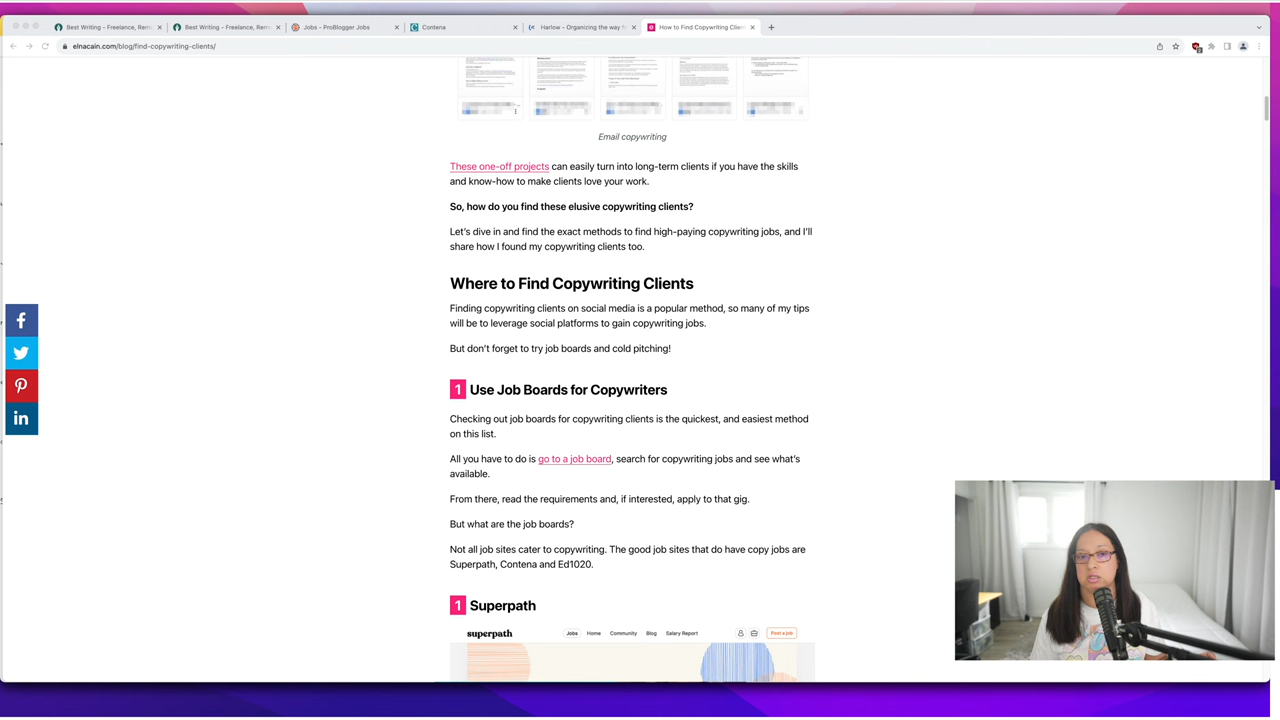 Best Writing - Freelance, Remo
Best Writing - Freelance, Remo
Jobs - ProBlogger Jobs
Contena
Harlow - Organizing the way f
How to Find Copywriting Clien
elnacain.com/blog/find-copywriting-clients/
Email copywriting
These one-off projects can easily turn into long-term clients if you have the skills
and know-how to make clients love your work.
So, how do you find these elusive copywriting clients?
Let's dive in and find the exact methods to find high-paying copywriting jobs, and I'll
share how I found my copywriting clients too.
Where to Find Copywriting Clients
Finding copywriting clients on social media is a popular method, so many of my tips
will be to leverage social platforms to gain copywriting jobs.
But don't forget to try job boards and cold pitching!
1 Use Job Boards for Copywriters
Checking out job boards for copywriting clients is the quickest, and easiest method
on this list.
All you have to do is go to a job board, search for copywriting jobs and see what's
available.
From there, read the requirements and, if interested, apply to that gig.
But what are the job boards?
Not all job sites cater to copywriting. The good job sites that do have copy jobs are
Superpath, Contena and Ed1020.
1 Superpath
superpath Jobs Home Community Blog Salary Report Post a job